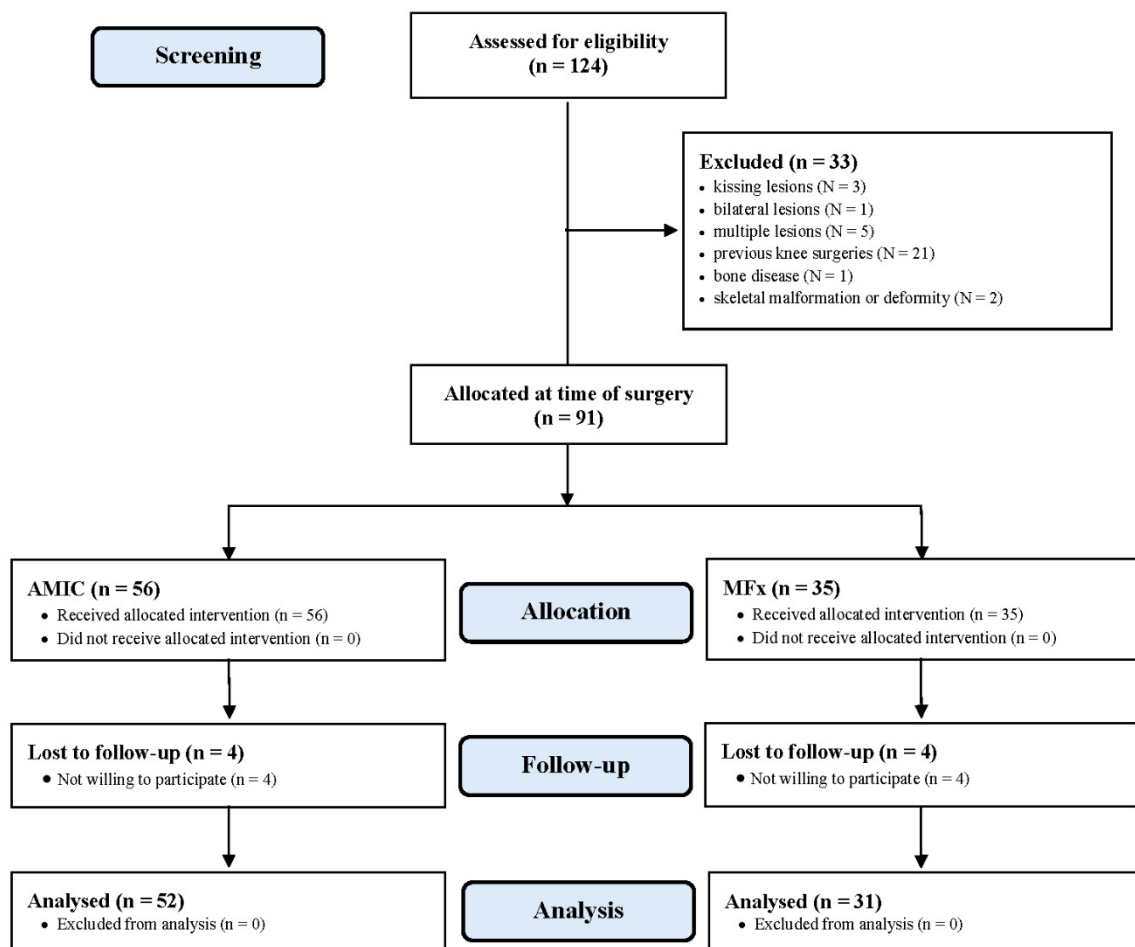 Screening
Assessed for eligibility
(n = 124)
Excluded (n = 33)
• kissing lesions (N = 3)
• bilateral lesions (N = 1)
• multiple lesions (N = 5)
• previous knee surgeries (N = 21)
• bone disease (N = 1)
• skeletal malformation or deformity (N = 2)
Allocated at time of surgery
(n = 91)
AMIC (n = 56)
• Received allocated intervention (n = 56)
• Did not receive allocated intervention (n = 0)
Allocation
MFx (n = 35)
• Received allocated intervention (n = 35)
• Did not receive allocated intervention (n = 0)
Lost to follow-up (n = 4)
• Not willing to participate (n = 4)
Follow-up
Lost to follow-up (n = 4)
• Not willing to participate (n = 4)
Analysed (n = 52)
• Excluded from analysis (n = 0)
Analysis
Analysed (n = 31)
• Excluded from analysis (n = 0)